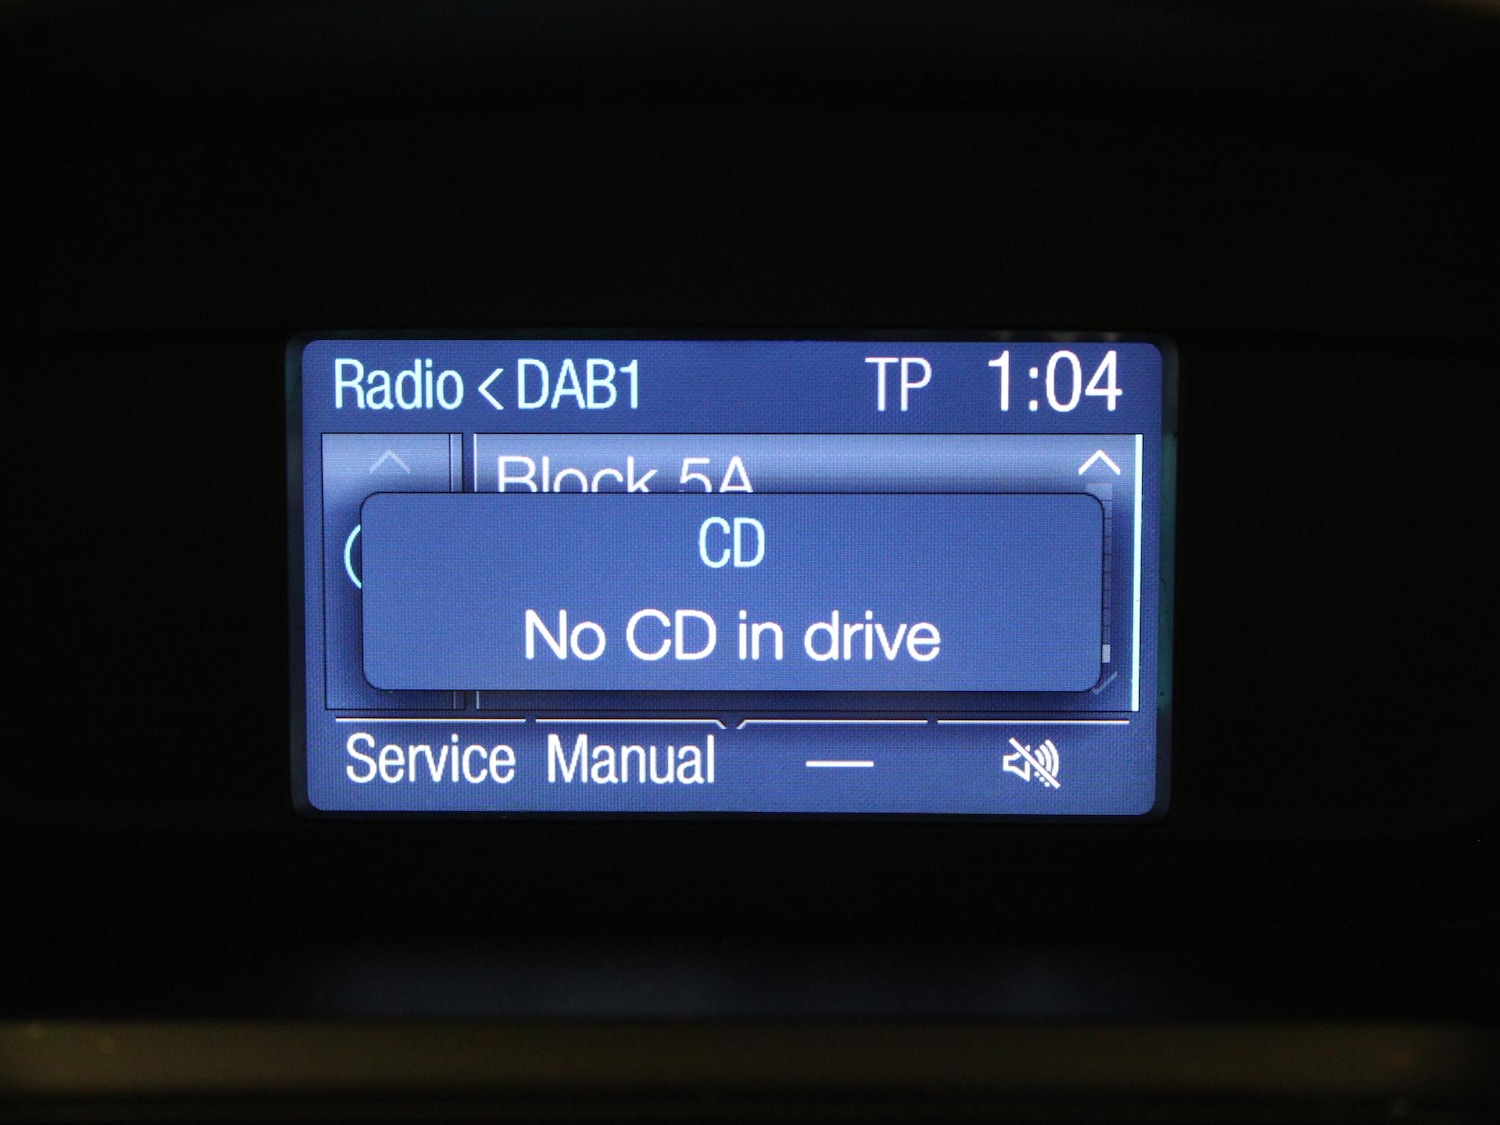 Radio < DAB1 TP 1:04
Block 5A
CD
No CD in drive
Service Manual —